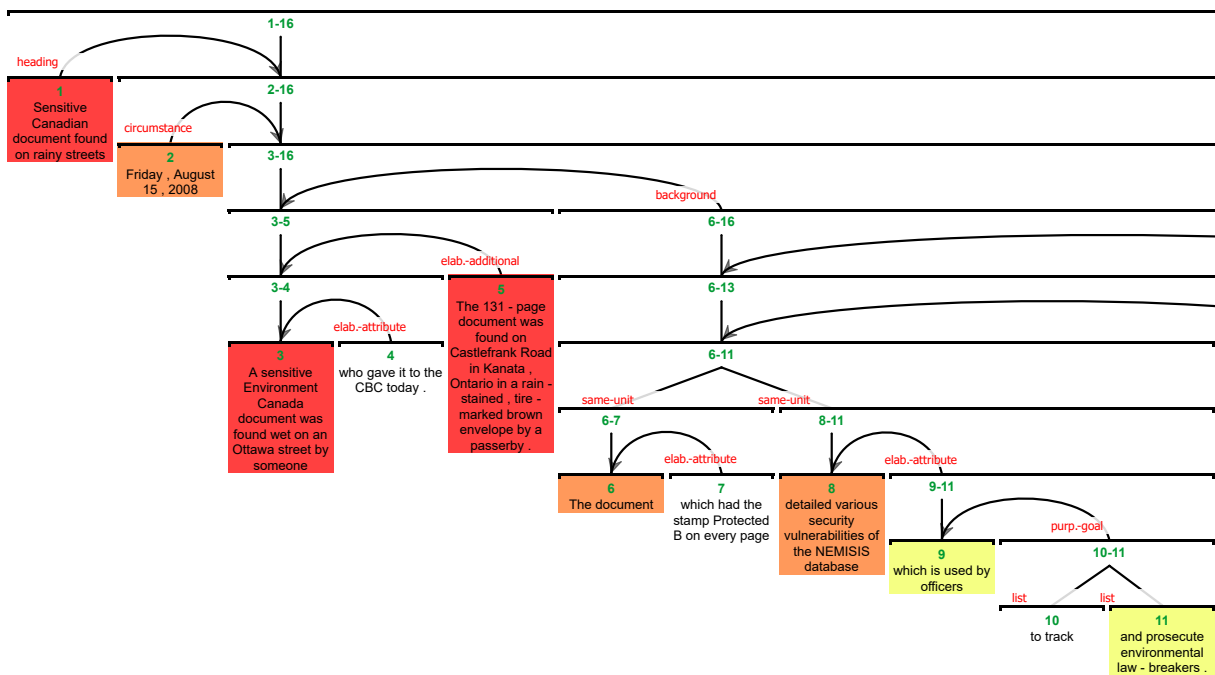 1-16
heading
1
Sensitive
Canadian
document found
on rainy streets
2-16
circumstance
2
Friday , August
15 , 2008
3-16
background
3-5
6-16
elab.-additional
3-4
5
The 131 - page
document was
found on
Castlefrank Road
in Kanata ,
Ontario in a rain -
stained , tire -
marked brown
envelope by a
passerby .
6-13
elab.-attribute
3
A sensitive
Environment
Canada
document was
found wet on an
Ottawa street by
someone
4
who gave it to the
CBC today .
6-11
same-unit
same-unit
6-7
8-11
elab.-attribute
elab.-attribute
6
The document
7
which had the
stamp Protected
B on every page
8
detailed various
security
vulnerabilities of
the NEMISIS
database
9-11
purp.-goal
9
which is used by
officers
10-11
list
list
10
to track
11
and prosecute
environmental
law - breakers .